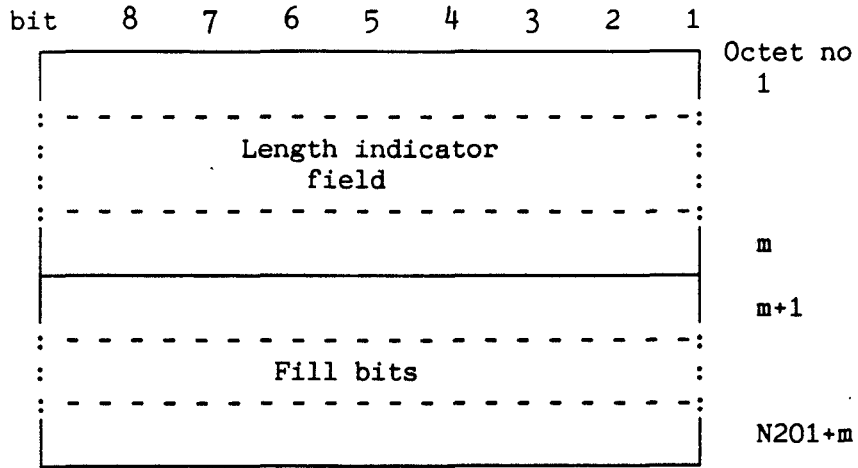 bit 8 7 6 5 4 3 2 1
Octet no
1
Length indicator
field
m
m+1
Fill bits
N201+m